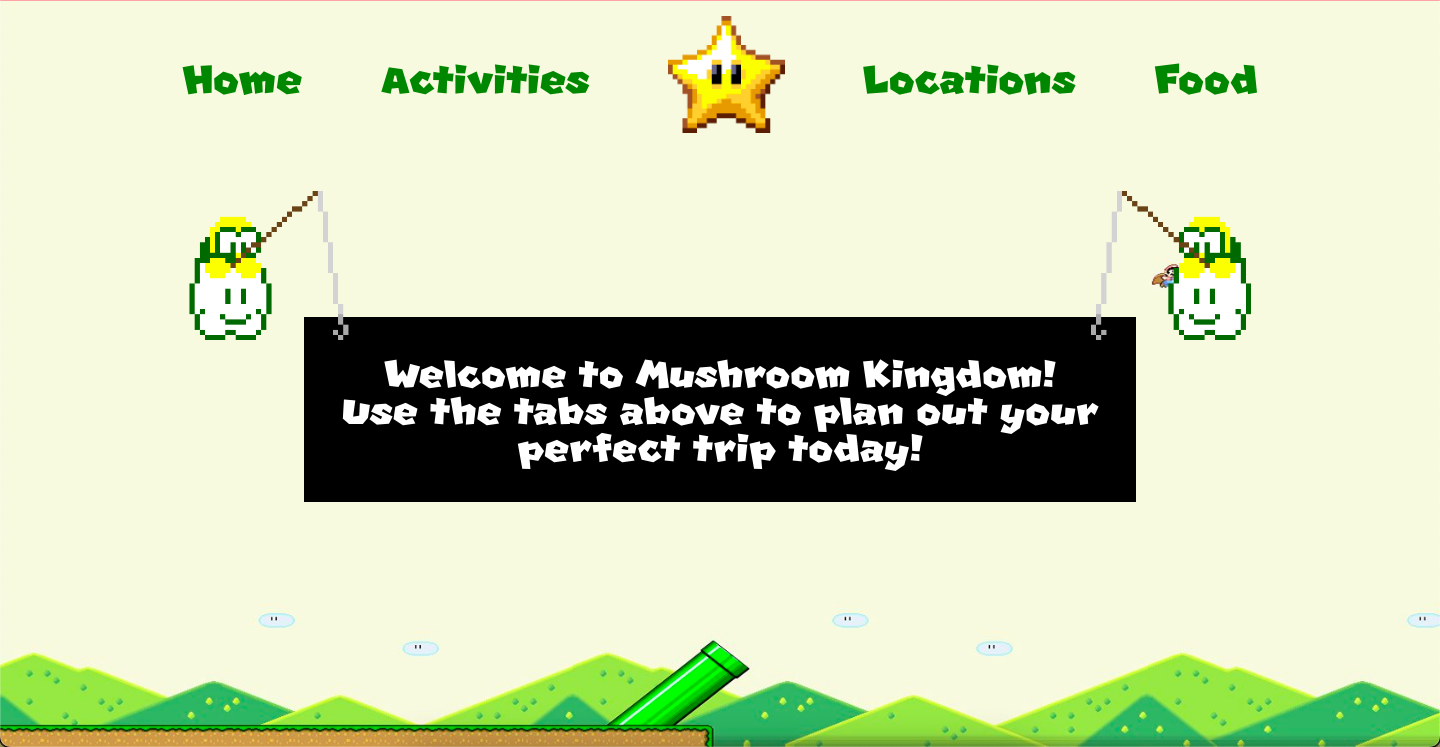 Home Activities Locations Food
Welcome to Mushroom Kingdom!
Use the tabs above to plan out your
perfect trip today!